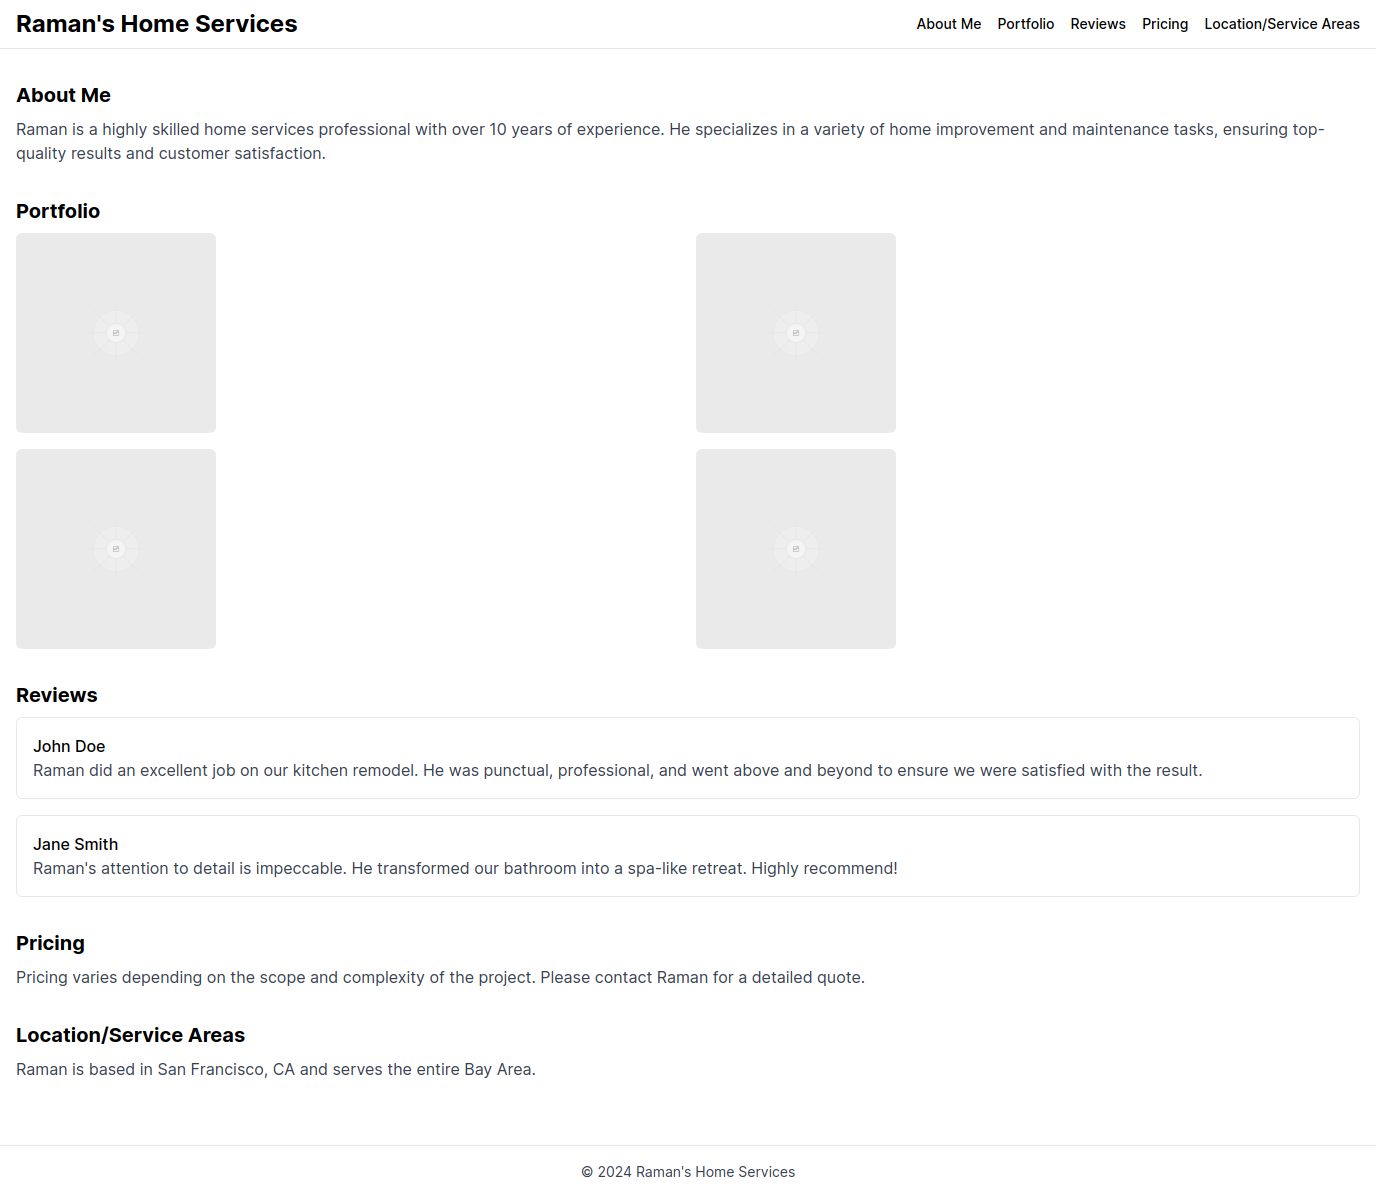 Raman's Home Services
About Me
Portfolio
Reviews
Pricing
Location/Service Areas
About Me
Raman is a highly skilled home services professional with over 10 years of experience. He specializes in a variety of home improvement and maintenance tasks, ensuring top-
quality results and customer satisfaction.
Portfolio
Reviews
John Doe
Raman did an excellent job on our kitchen remodel. He was punctual, professional, and went above and beyond to ensure we were satisfied with the result.
Jane Smith
Raman's attention to detail is impeccable. He transformed our bathroom into a spa-like retreat. Highly recommend!
Pricing
Pricing varies depending on the scope and complexity of the project. Please contact Raman for a detailed quote.
Location/Service Areas
Raman is based in San Francisco, CA and serves the entire Bay Area.
© 2024 Raman's Home Services